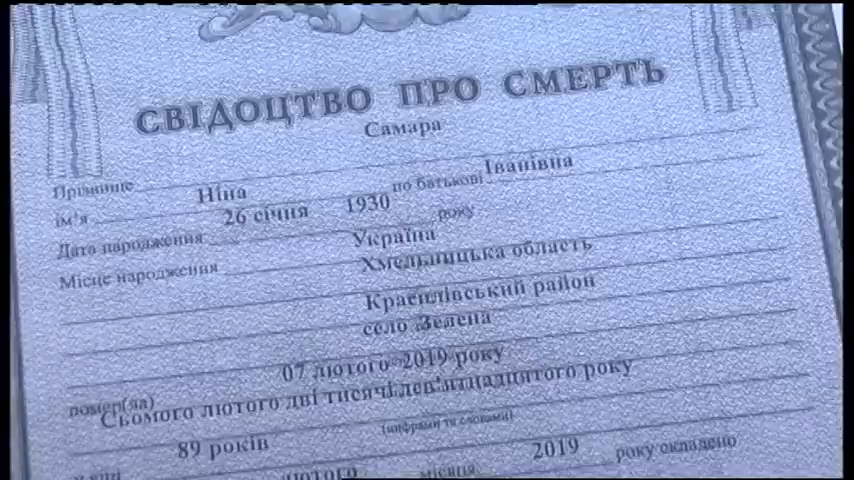 СВІДОЦТВО ПРО СМЕРТЬ
Самара
Прізвище
ім'я Ніна по батькові Іванівна
Дата народження 26 січня 1930 року
Місце народження Україна
Хмельницька область
Красилівський район
село Зелена
помер(ла) 07 лютого 2019 року
Сьомого лютого дві тисячі дев'ятнадцятого року
(цифрами та словами)
89 років
лютого місяця 2019 року складено